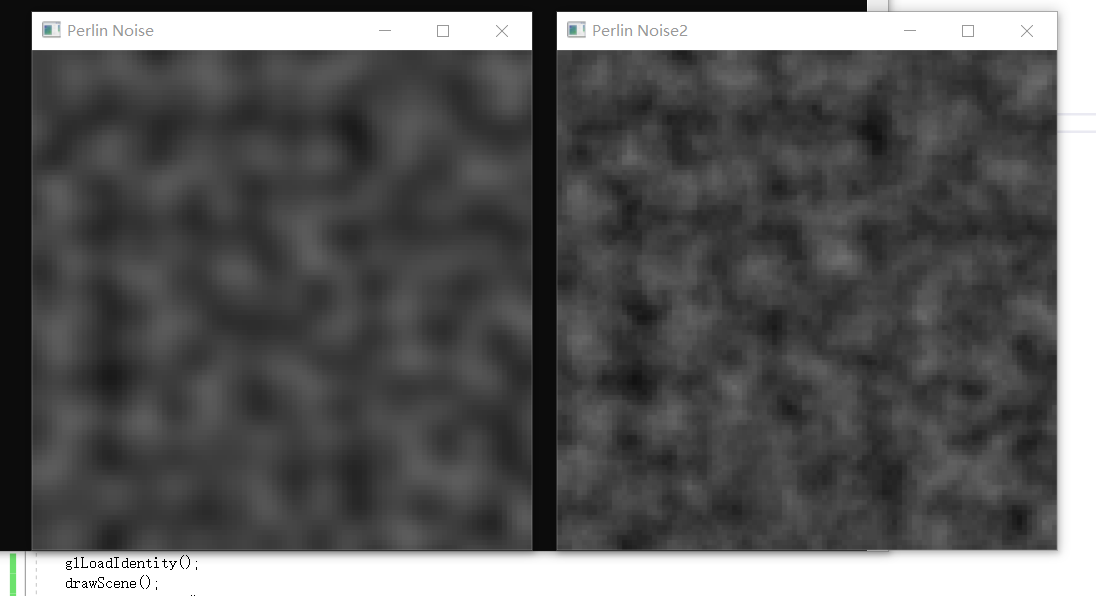 Perlin Noise
Perlin Noise2
glLoadIdentity();
drawScene();